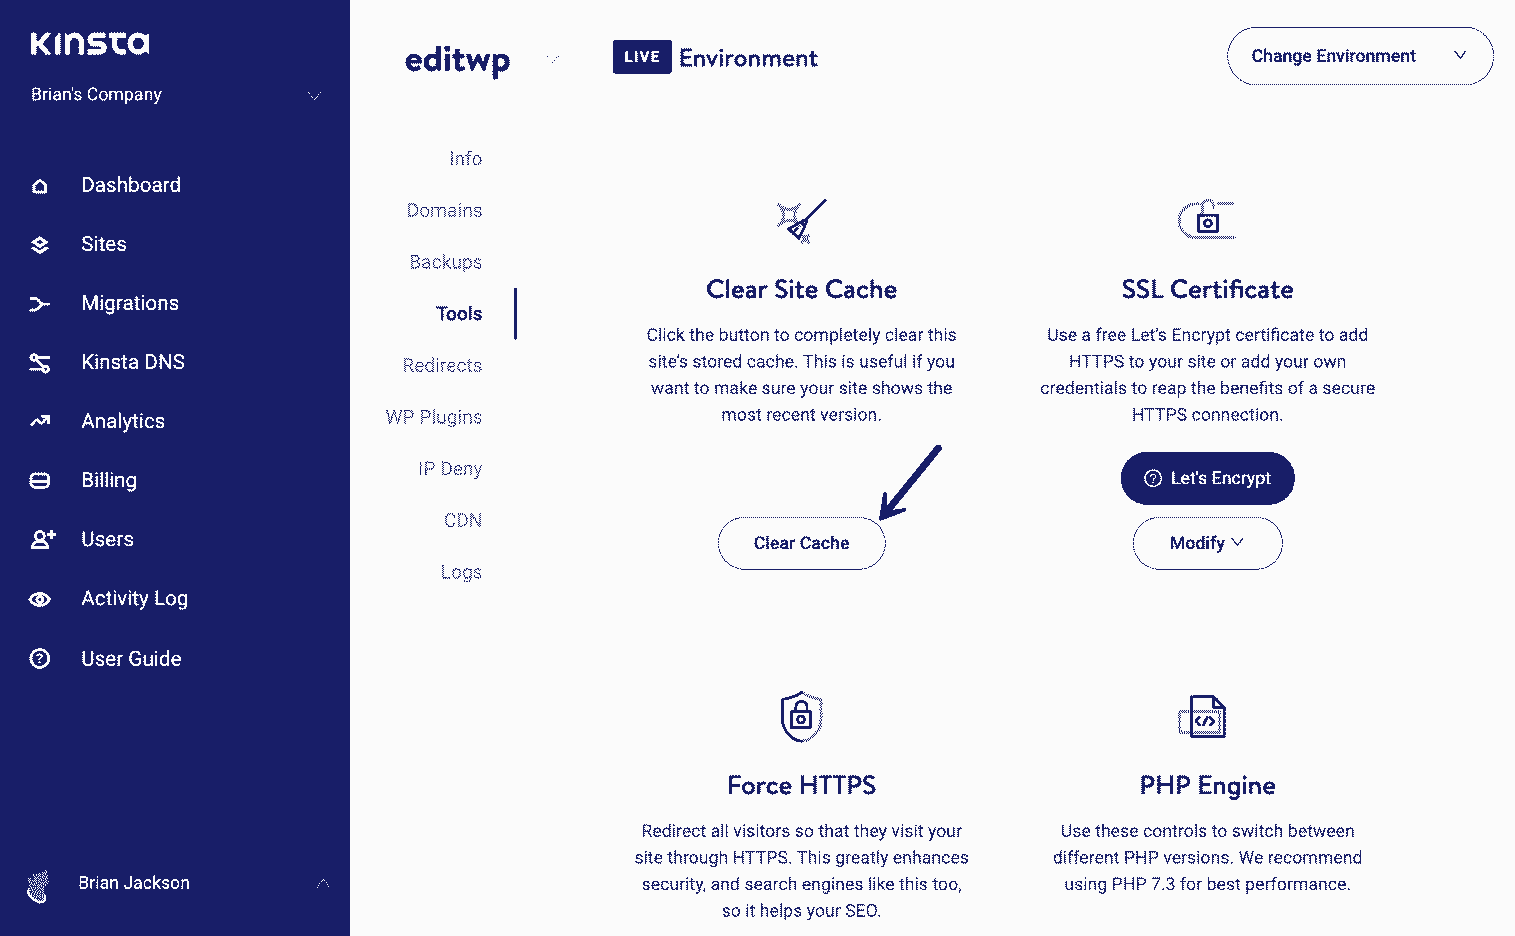 KINSTA
Brian's Company
Dashboard
Sites
Migrations
Kinsta DNS
Analytics
Billing
Users
Activity Log
User Guide
Brian Jackson
editwp
LIVE Environment
Change Environment
Info
Domains
Backups
Tools
Redirects
WP Plugins
IP Deny
CDN
Logs
Clear Site Cache
Click the button to completely clear this
site's stored cache. This is useful if you
want to make sure your site shows the
most recent version.
Clear Cache
SSL Certificate
Use a free Let's Encrypt certificate to add
HTTPS to your site or add your own
credentials to reap the benefits of a secure
HTTPS connection.
Let's Encrypt
Modify
Force HTTPS
Redirect all visitors so that they visit your
site through HTTPS. This greatly enhances
security, and search engines like this too,
so it helps your SEO.
PHP Engine
Use these controls to switch between
different PHP versions. We recommend
using PHP 7.3 for best performance.